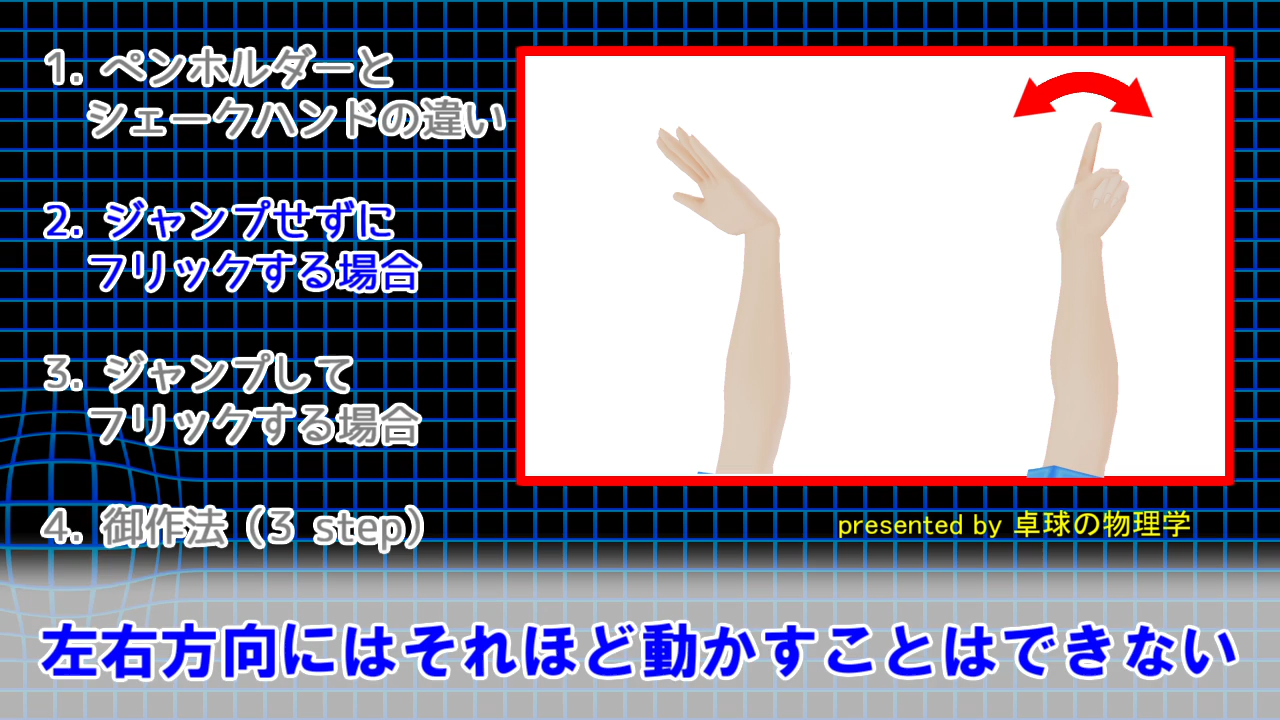 1. ペンホルダーと
シェークハンドの違い
2. ジャンプせずに
フリックする場合
3. ジャンプして
フリックする場合
4. 御作法（3 step）
presented by 卓球の物理学
左右方向にはそれほど動かすことはできない